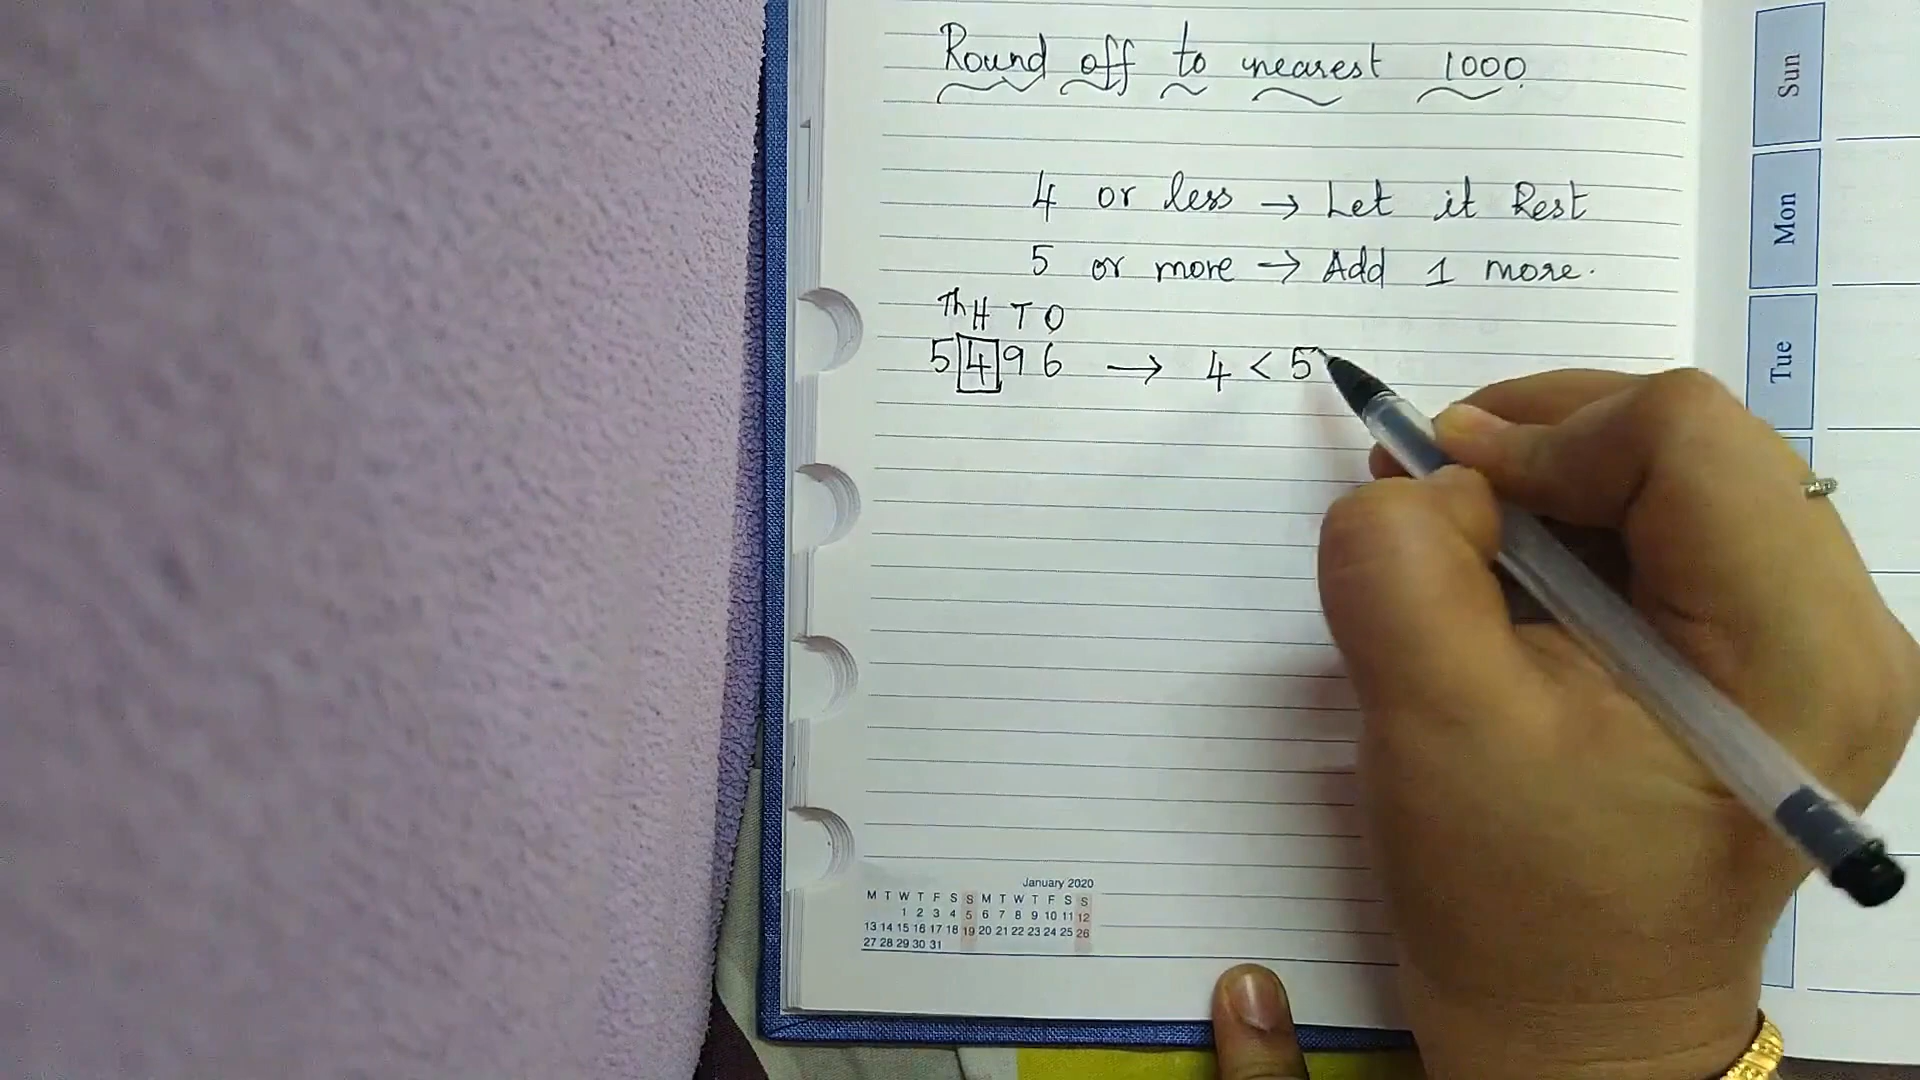 Round off to nearest 1000.
4 or less → Let it Rest
5 or more → Add 1 more.
Th H T O
5 4 9 6 → 4 < 5
January 2020
M T W T F S S M T W T F S S
1 2 3 4 5 6 7 8 9 10 11 12
13 14 15 16 17 18 19 20 21 22 23 24 25 26
27 28 29 30 31
Sun
Mon
Tue